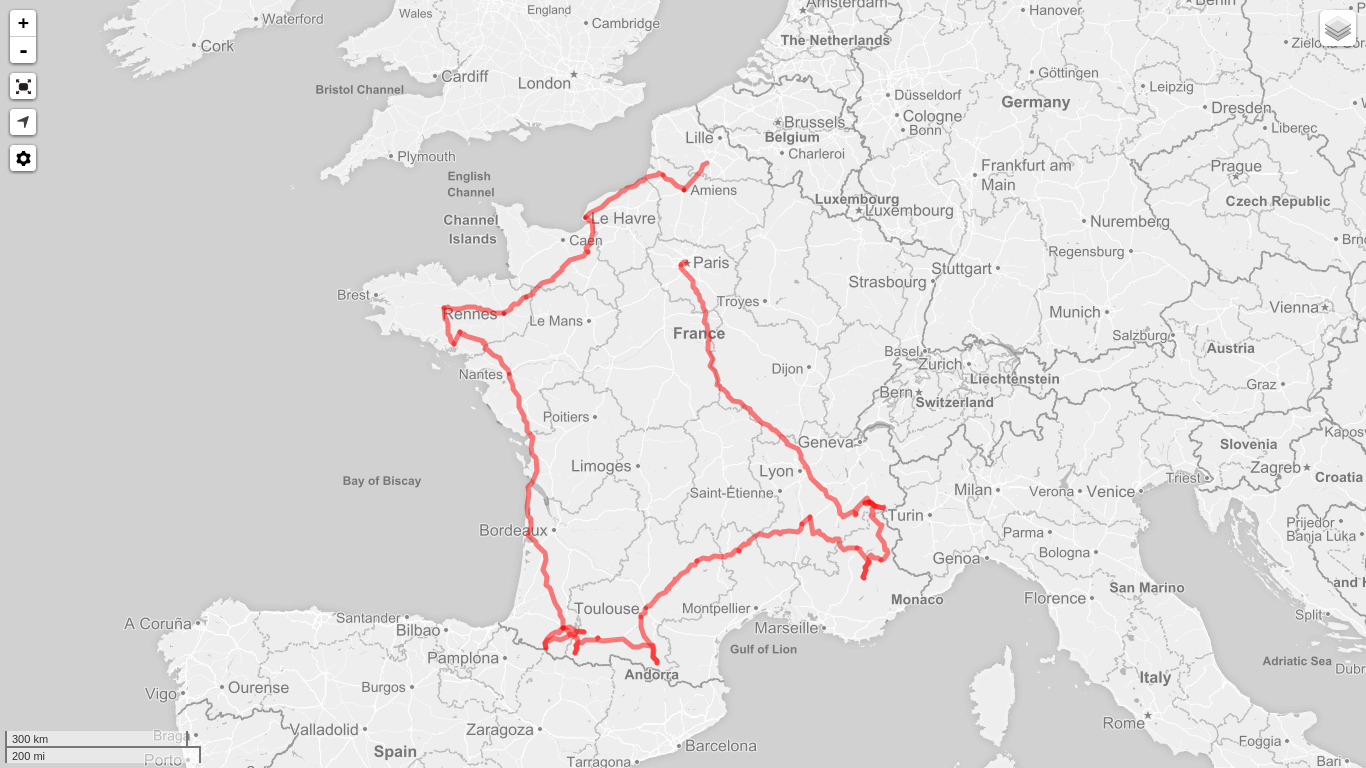 Waterford
Wales
England
Cambridge
Amsterdam
Hanover
Berlin
Cork
The Netherlands
Cardiff
London
Bristol Channel
Göttingen
Leipzig
Düsseldorf
Germany
Dresden
Cologne
Bonn
Brussels
Belgium
Lille
Charleroi
Liberec
Plymouth
English
Channel
Frankfurt am
Main
Prague
Amiens
Luxembourg
Luxembourg
Czech Republic
Channel
Islands
Le Havre
Nuremberg
Caen
Regensburg
Brno
Paris
Stuttgart
Strasbourg
Brest
Troyes
Rennes
Le Mans
Munich
Vienna
France
Salzburg
Basel
Austria
Dijon
Zurich
Nantes
Liechtenstein
Graz
Bern
Switzerland
Poitiers
Geneva
Kaposv
Slovenia
Limoges
Lyon
Zagreb
Bay of Biscay
Triest
Croatia
Saint-Étienne
Milan
Verona
Venice
Turin
Bordeaux
Parma
Prijedor
Banja Luka
Bologna
Genoa
and H
San Marino
Monaco
Florence
Toulouse
Montpellier
Split
A Coruña
Santander
Bilbao
Marseille
Gulf of Lion
Pamplona
Adriatic Sea
Dubr
Andorra
Italy
Vigo
Ourense
Burgos
Rome
Valladolid
Zaragoza
Braga
300 km
Barcelona
Foggia
200 mi
Spain
Porto
Tarragona
Bari